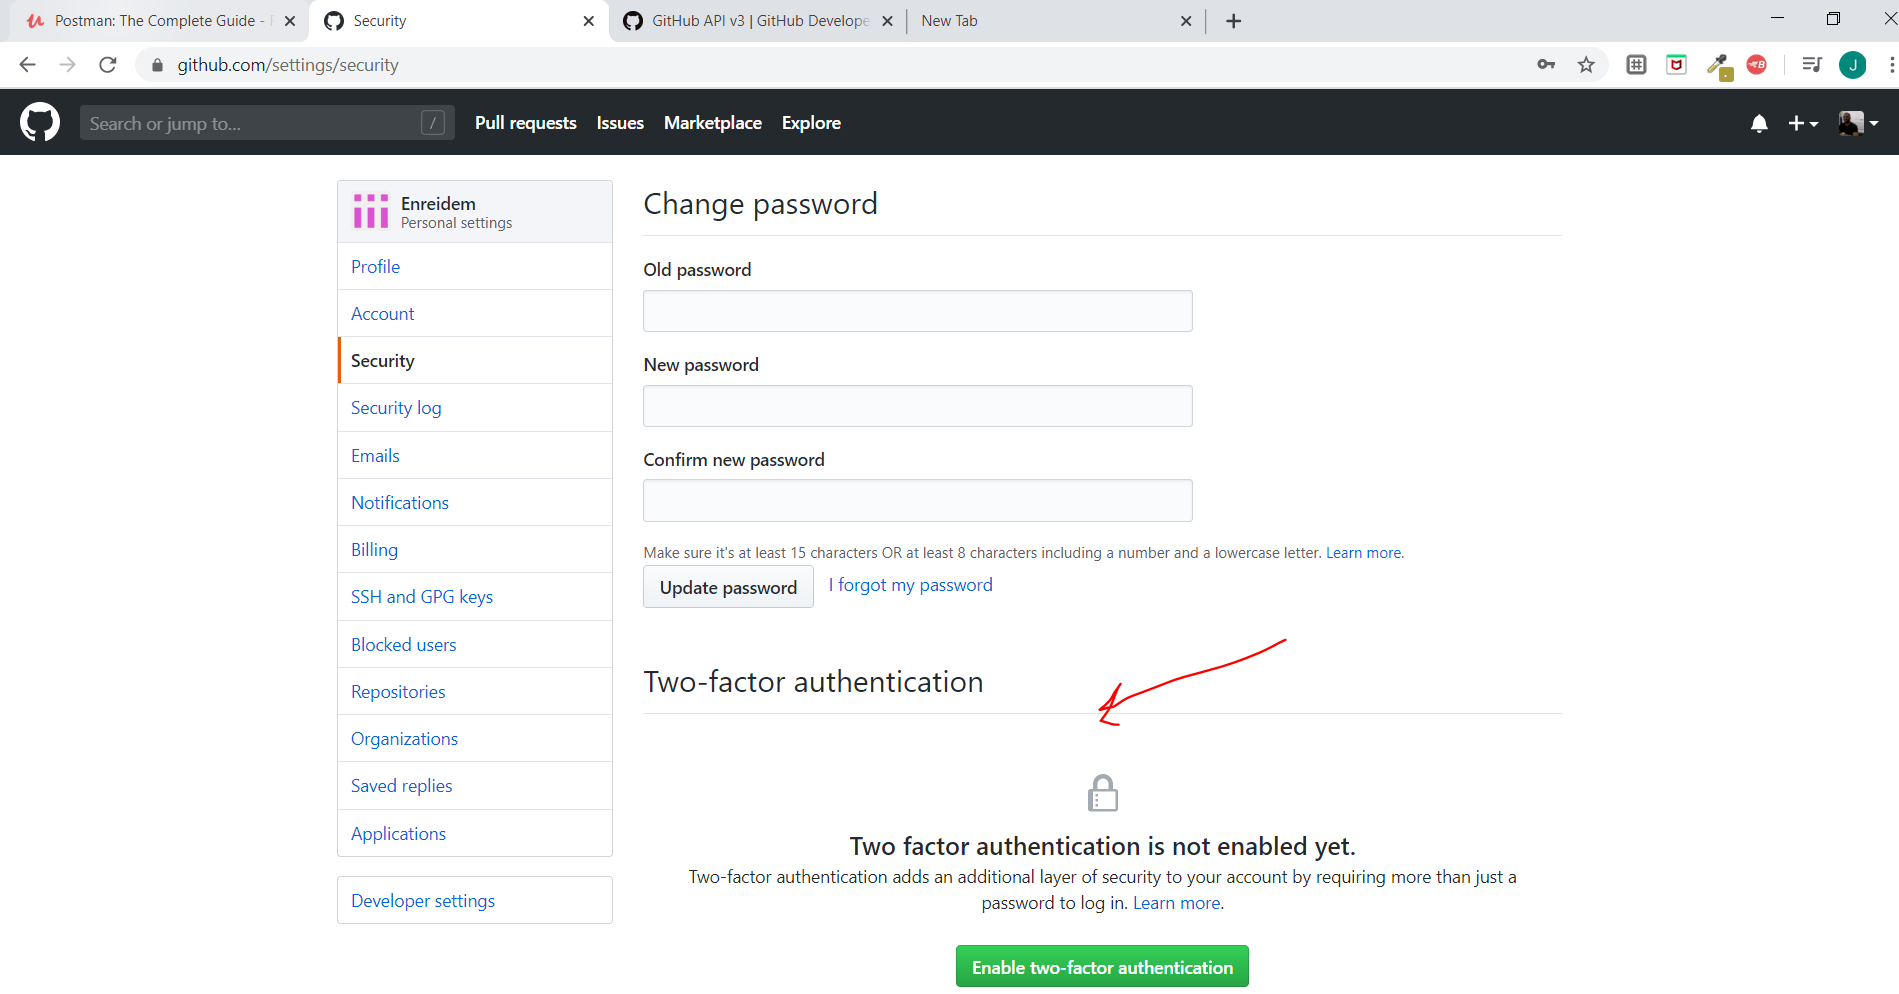 Postman: The Complete Guide -
Security
GitHub API v3 | GitHub Develope
New Tab
github.com/settings/security
J
Search or jump to...
/
Pull requests
Issues
Marketplace
Explore
Enreidem
Personal settings
Profile
Account
Security
Security log
Emails
Notifications
Billing
SSH and GPG keys
Blocked users
Repositories
Organizations
Saved replies
Applications
Developer settings
Change password
Old password
New password
Confirm new password
Make sure it's at least 15 characters OR at least 8 characters including a number and a lowercase letter. Learn more.
Update password
I forgot my password
Two-factor authentication
Two factor authentication is not enabled yet.
Two-factor authentication adds an additional layer of security to your account by requiring more than just a
password to log in. Learn more.
Enable two-factor authentication